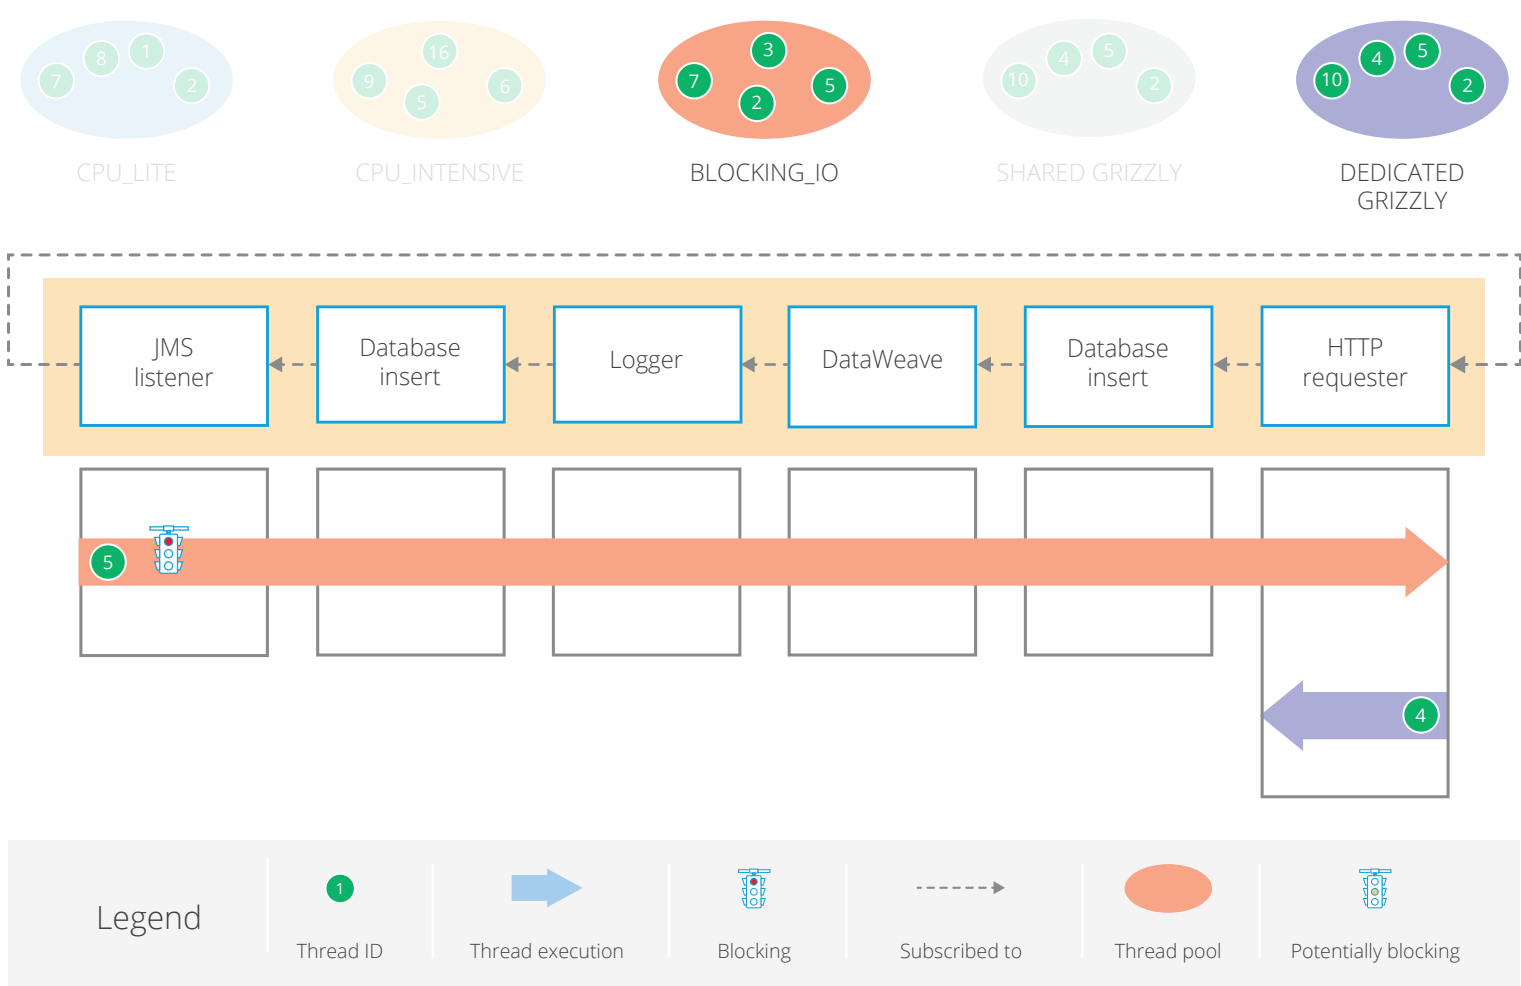 7
8
1
2
9
16
5
6
7
3
2
5
10
4
5
2
10
4
5
2
CPU_LITE
CPU_INTENSIVE
BLOCKING_IO
SHARED GRIZZLY
DEDICATED
GRIZZLY
JMS
listener
Database
insert
Logger
DataWeave
Database
insert
HTTP
requester
5
4
Legend
1
Thread ID
Thread execution
Blocking
Subscribed to
Thread pool
Potentially blocking